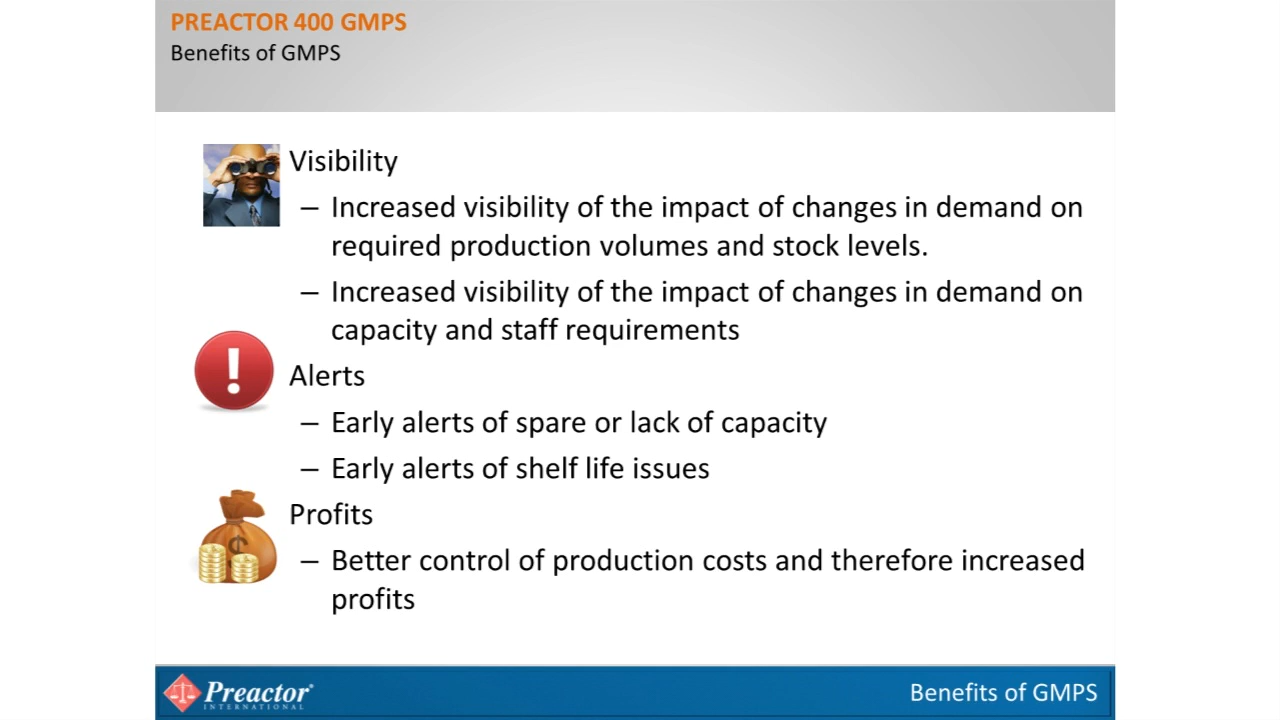 PREACTOR 400 GMPS
Benefits of GMPS
Visibility
– Increased visibility of the impact of changes in demand on
required production volumes and stock levels.
– Increased visibility of the impact of changes in demand on
capacity and staff requirements
Alerts
– Early alerts of spare or lack of capacity
– Early alerts of shelf life issues
Profits
– Better control of production costs and therefore increased
profits
Preactor®
INTERNATIONAL
Benefits of GMPS